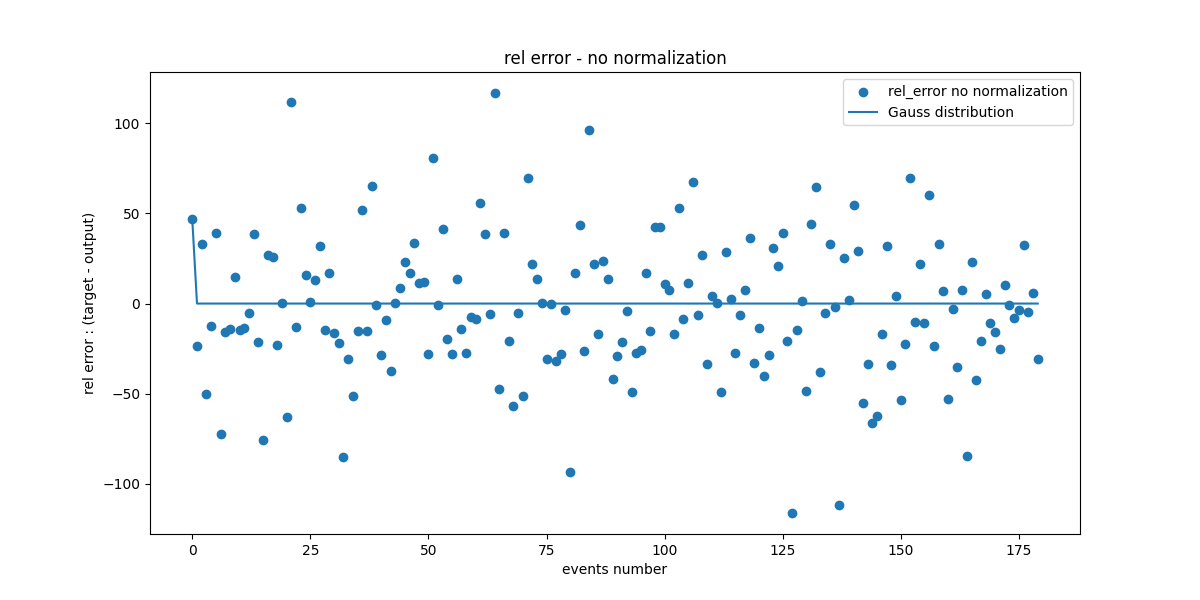 rel error - no normalization
rel_error no normalization
Gauss distribution
rel error : (target - output)
100
50
0
−50
−100
0 25 50 75 100 125 150 175
events number